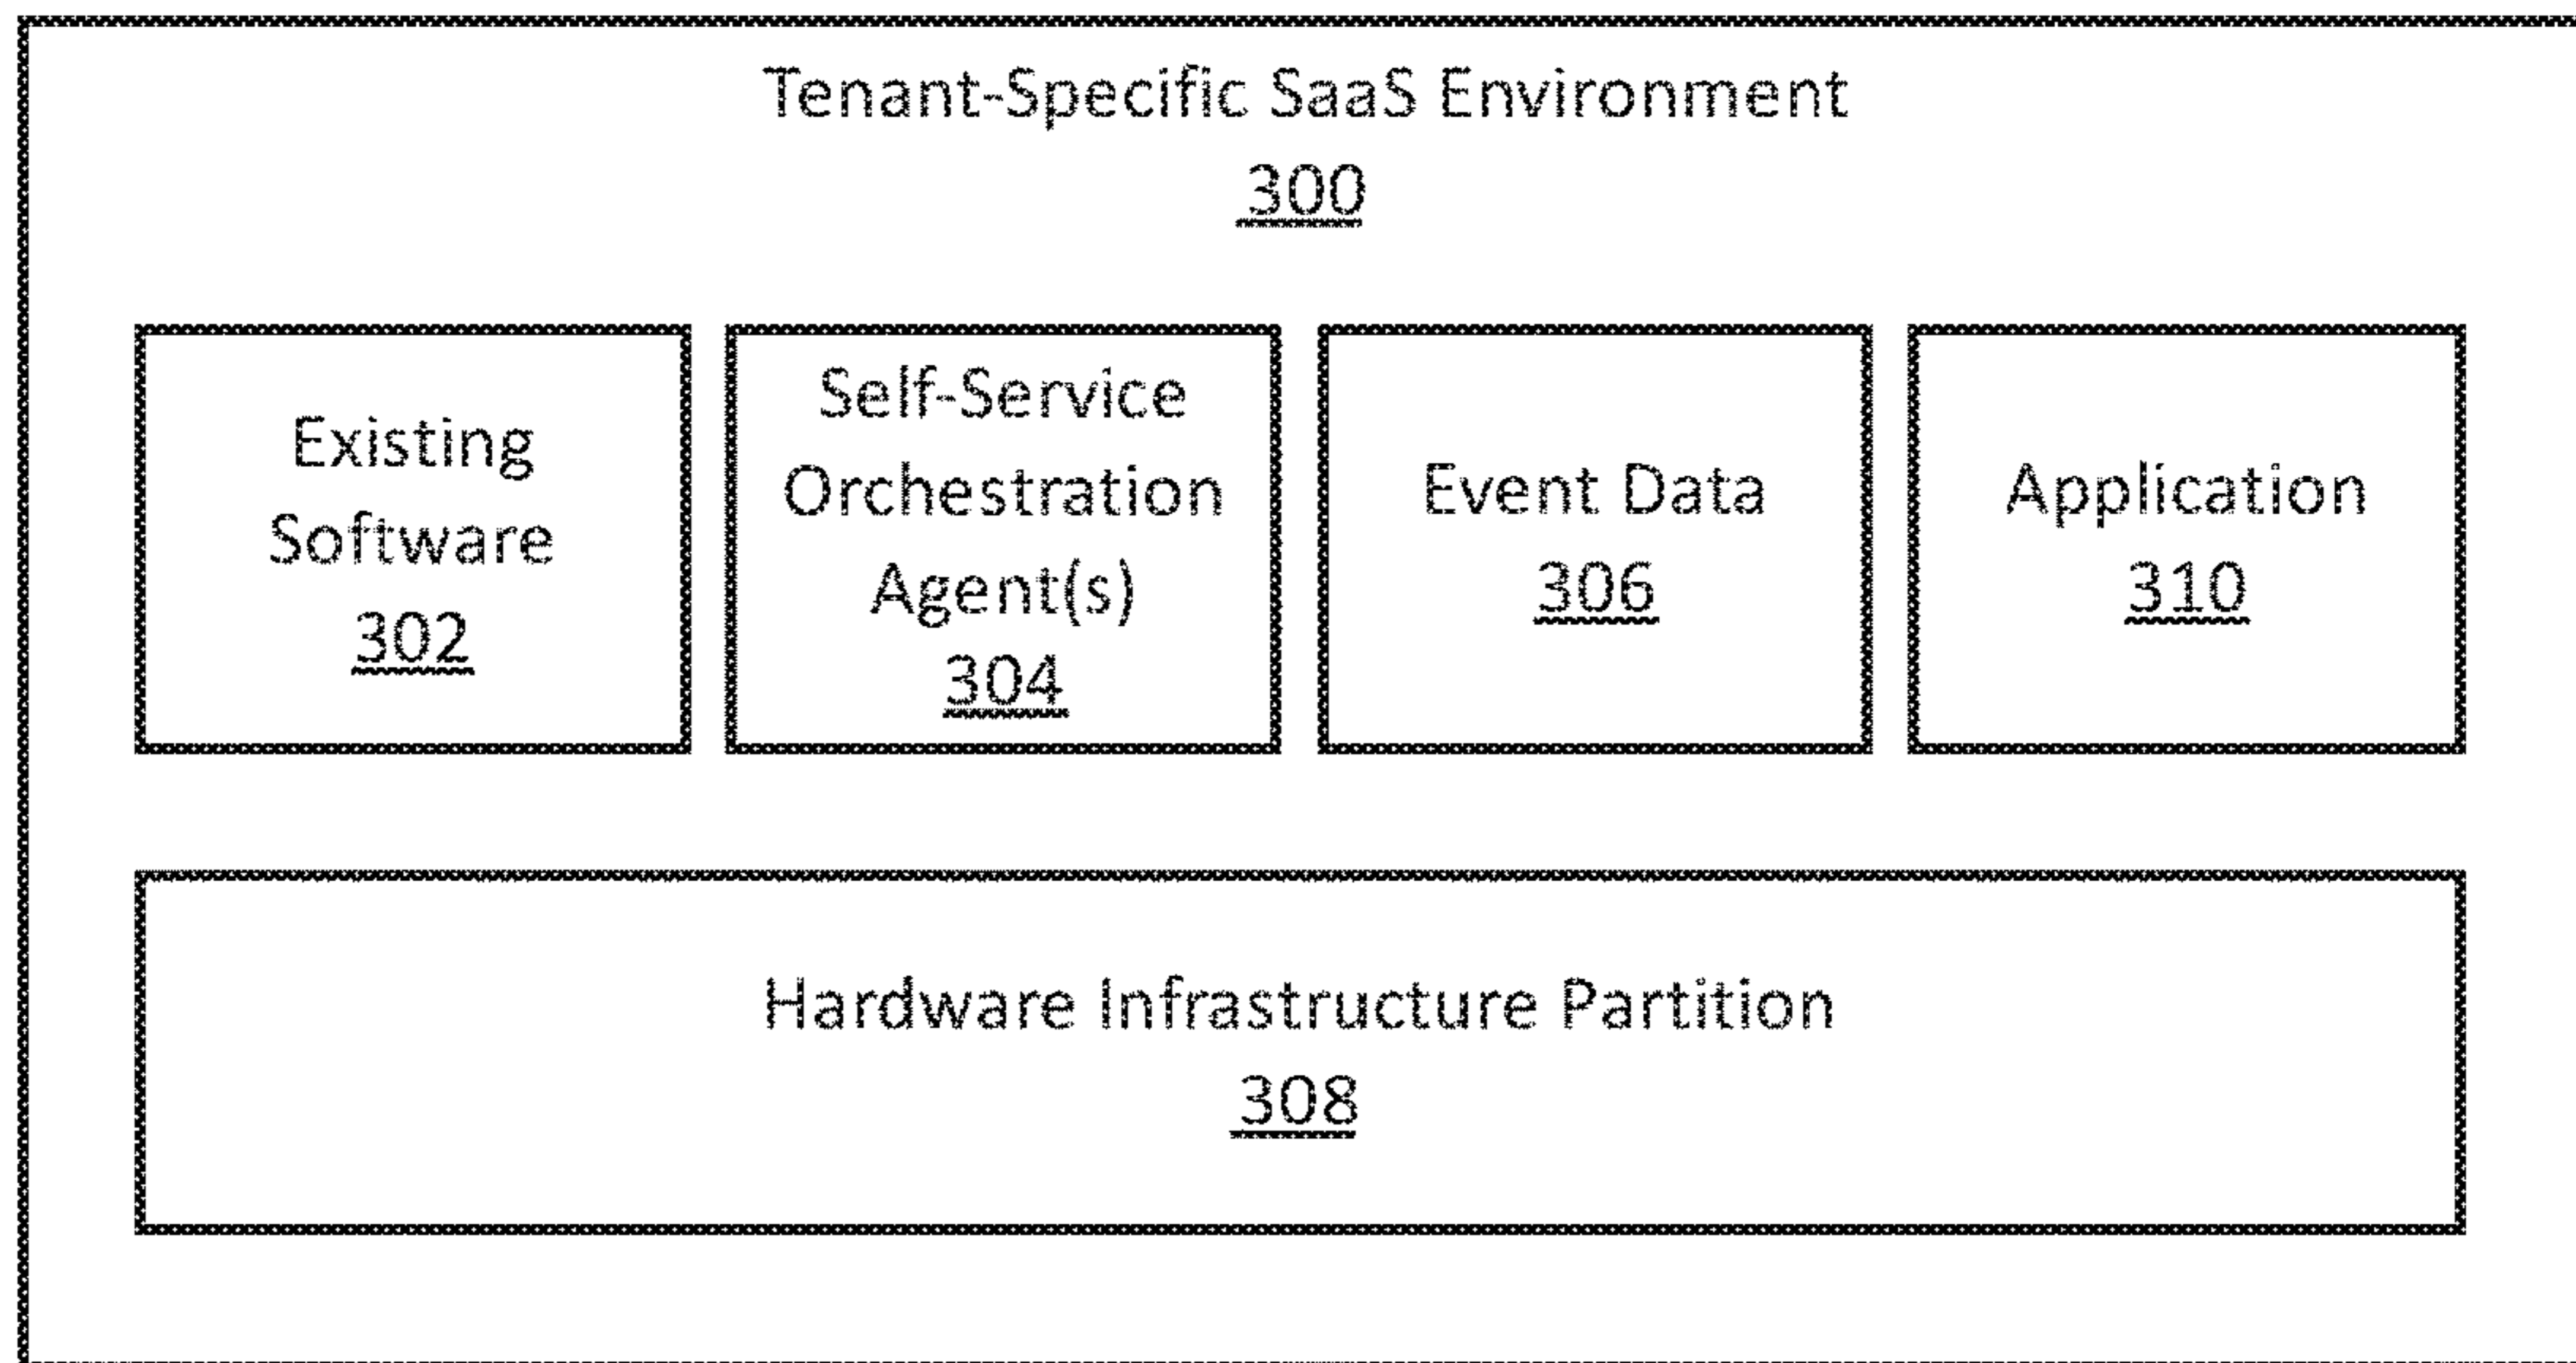 Tenant-Specific SaaS Environment
300
Existing
Software
302
Self-Service
Orchestration
Agent(s)
304
Event Data
306
Application
310
Hardware Infrastructure Partition
308